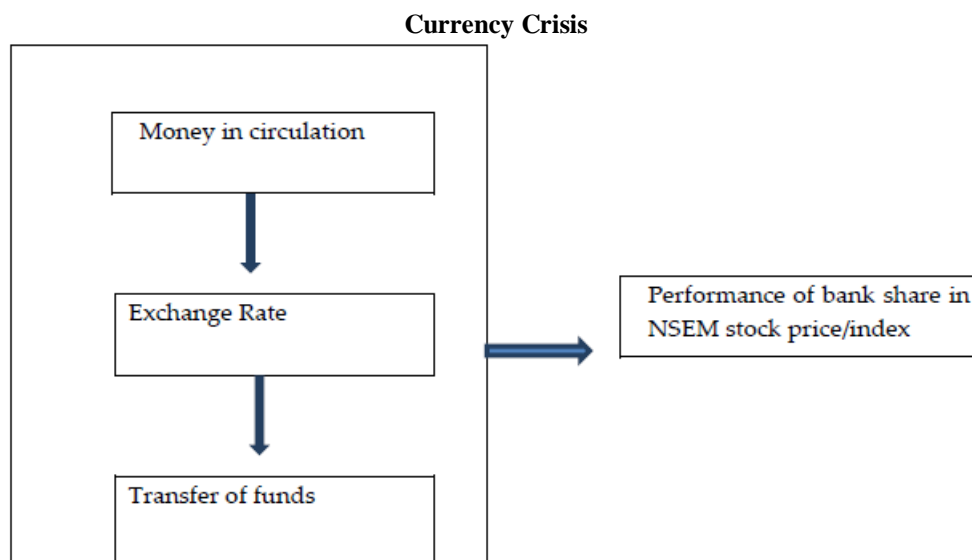 Currency Crisis
Money in circulation
Exchange Rate
Transfer of funds
Performance of bank share in
NSEM stock price/index